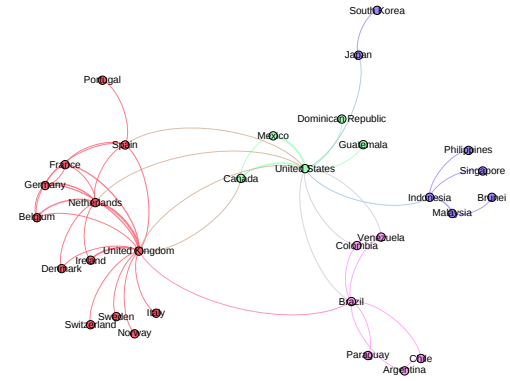 South Korea
Japan
Portugal
Dominican Republic
Mexico
Spain
Guatemala
Philippines
France
United States
Singapore
Canada
Germany
Netherlands
Indonesia
Brunei
Malaysia
Belgium
Venezuela
Colombia
United Kingdom
Ireland
Denmark
Brazil
Italy
Sweden
Switzerland
Norway
Paraguay
Chile
Argentina